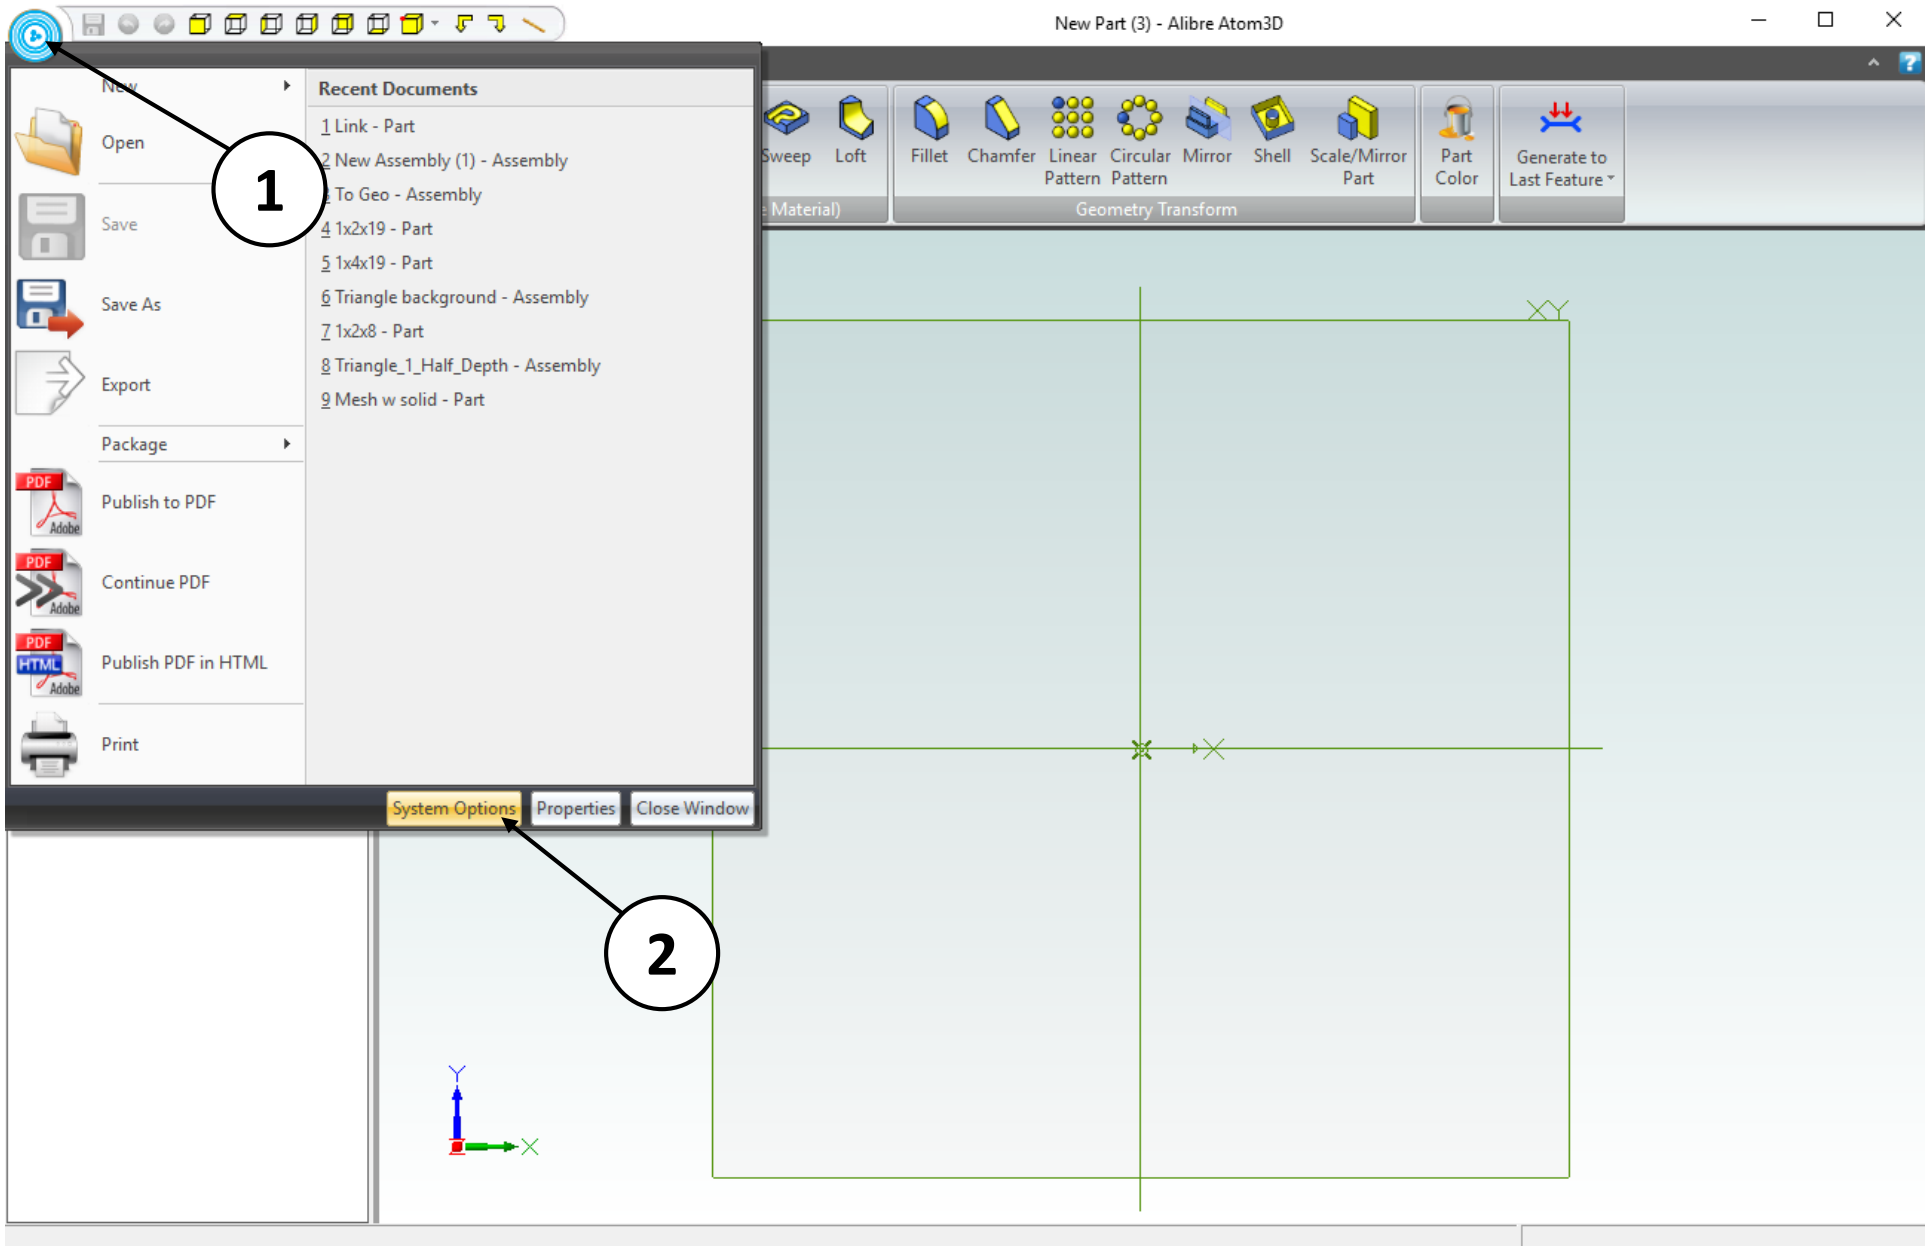 New Part (3) - Alibre Atom3D
New
Open
Save
Save As
Export
Package
PDF
Adobe
Publish to PDF
PDF
Adobe
Continue PDF
PDF
HTML
Adobe
Publish PDF in HTML
Print
Recent Documents
1 Link - Part
2 New Assembly (1) - Assembly
To Geo - Assembly
4 1x2x19 - Part
5 1x4x19 - Part
6 Triangle background - Assembly
7 1x2x8 - Part
8 Triangle_1_Half_Depth - Assembly
9 Mesh w solid - Part
System Options Properties Close Window
1
2
Sweep
Loft
Material)
Fillet
Chamfer
Linear
Pattern
Circular
Pattern
Mirror
Shell
Scale/Mirror
Part
Geometry Transform
Part
Color
Generate to
Last Feature
?
XY
X
Y
X